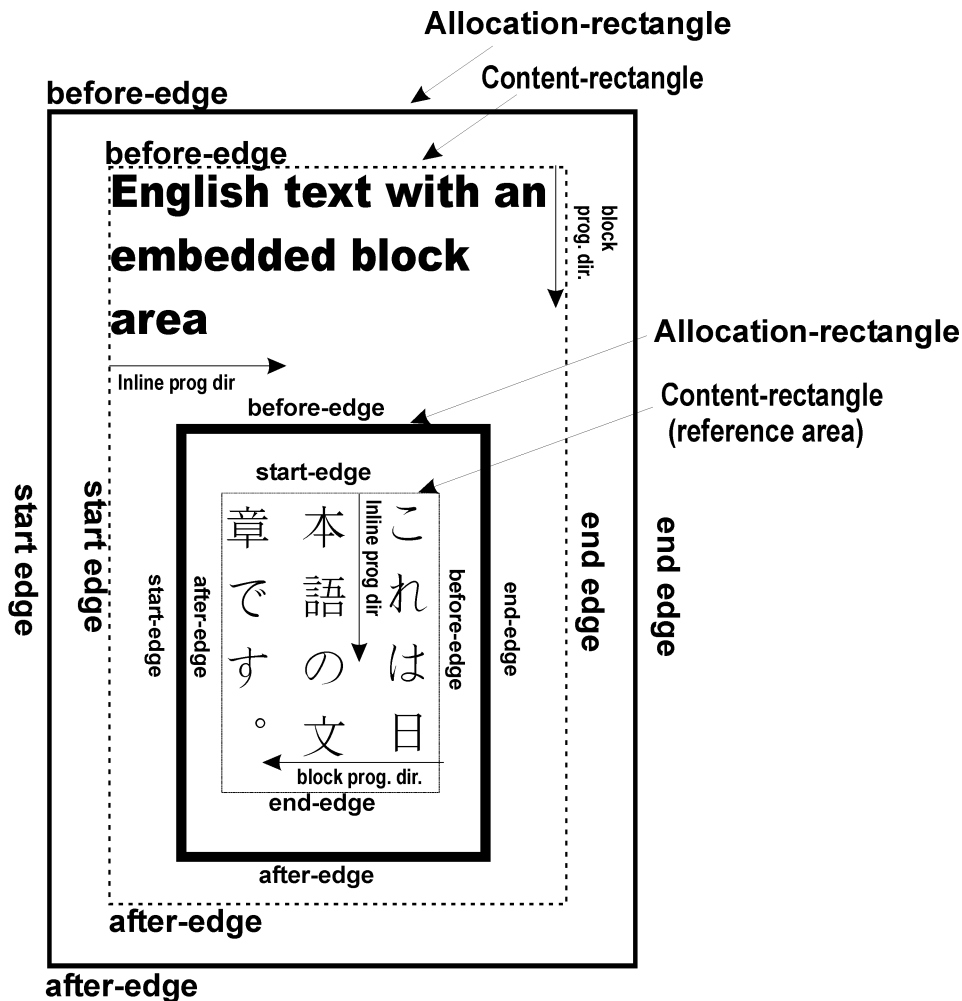 Allocation-rectangle
Content-rectangle
before-edge
before-edge
English text with an
embedded block
area
block
prog. dir.
Inline prog dir
Allocation-rectangle
Content-rectangle
(reference area)
before-edge
start-edge
start edge
start edge
start-edge
after-edge
これは日
本語の文
章です。
Inline prog dir
before-edge
end-edge
end edge
end edge
block prog. dir.
end-edge
after-edge
after-edge
after-edge